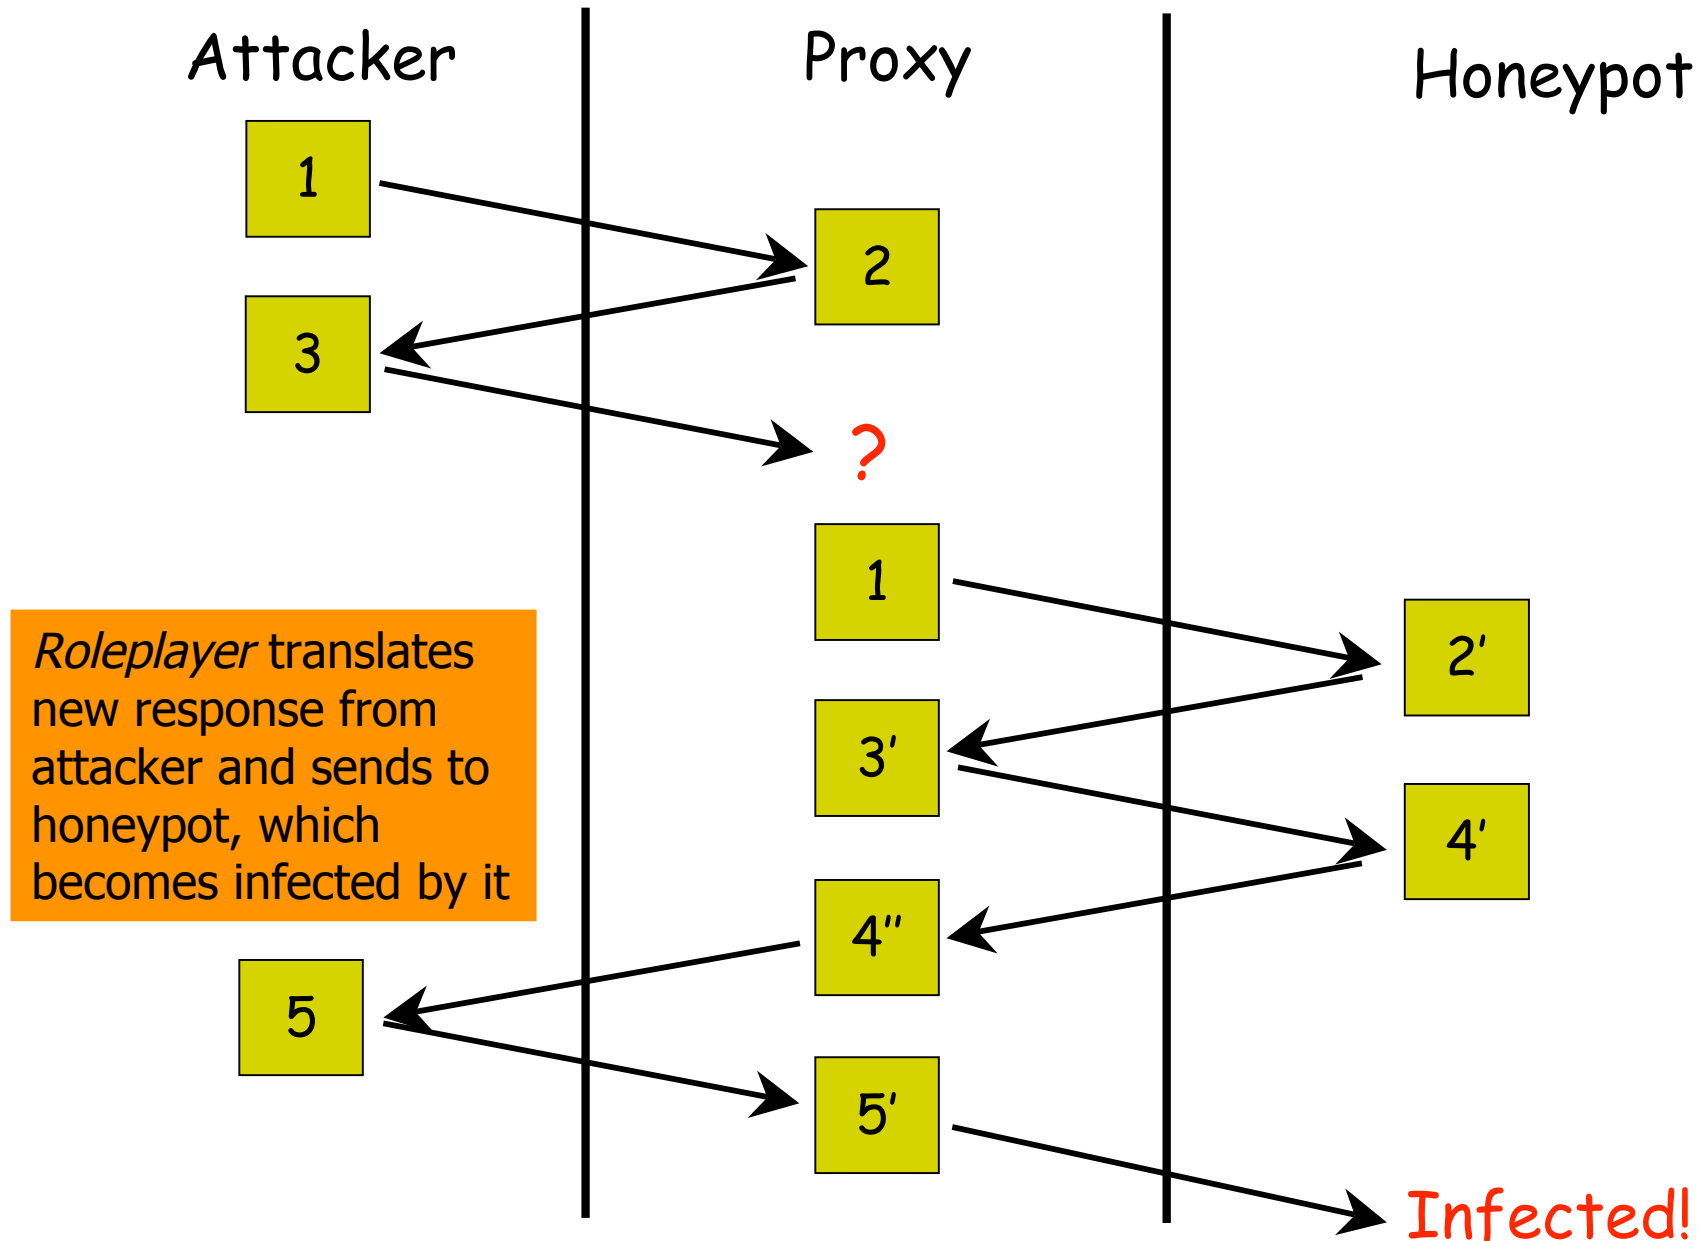 Attacker
Proxy
Honeypot
1
2
3
?
1
2'
3'
4'
Roleplayer translates
new response from
attacker and sends to
honeypot, which
becomes infected by it
4"
5
5'
Infected!